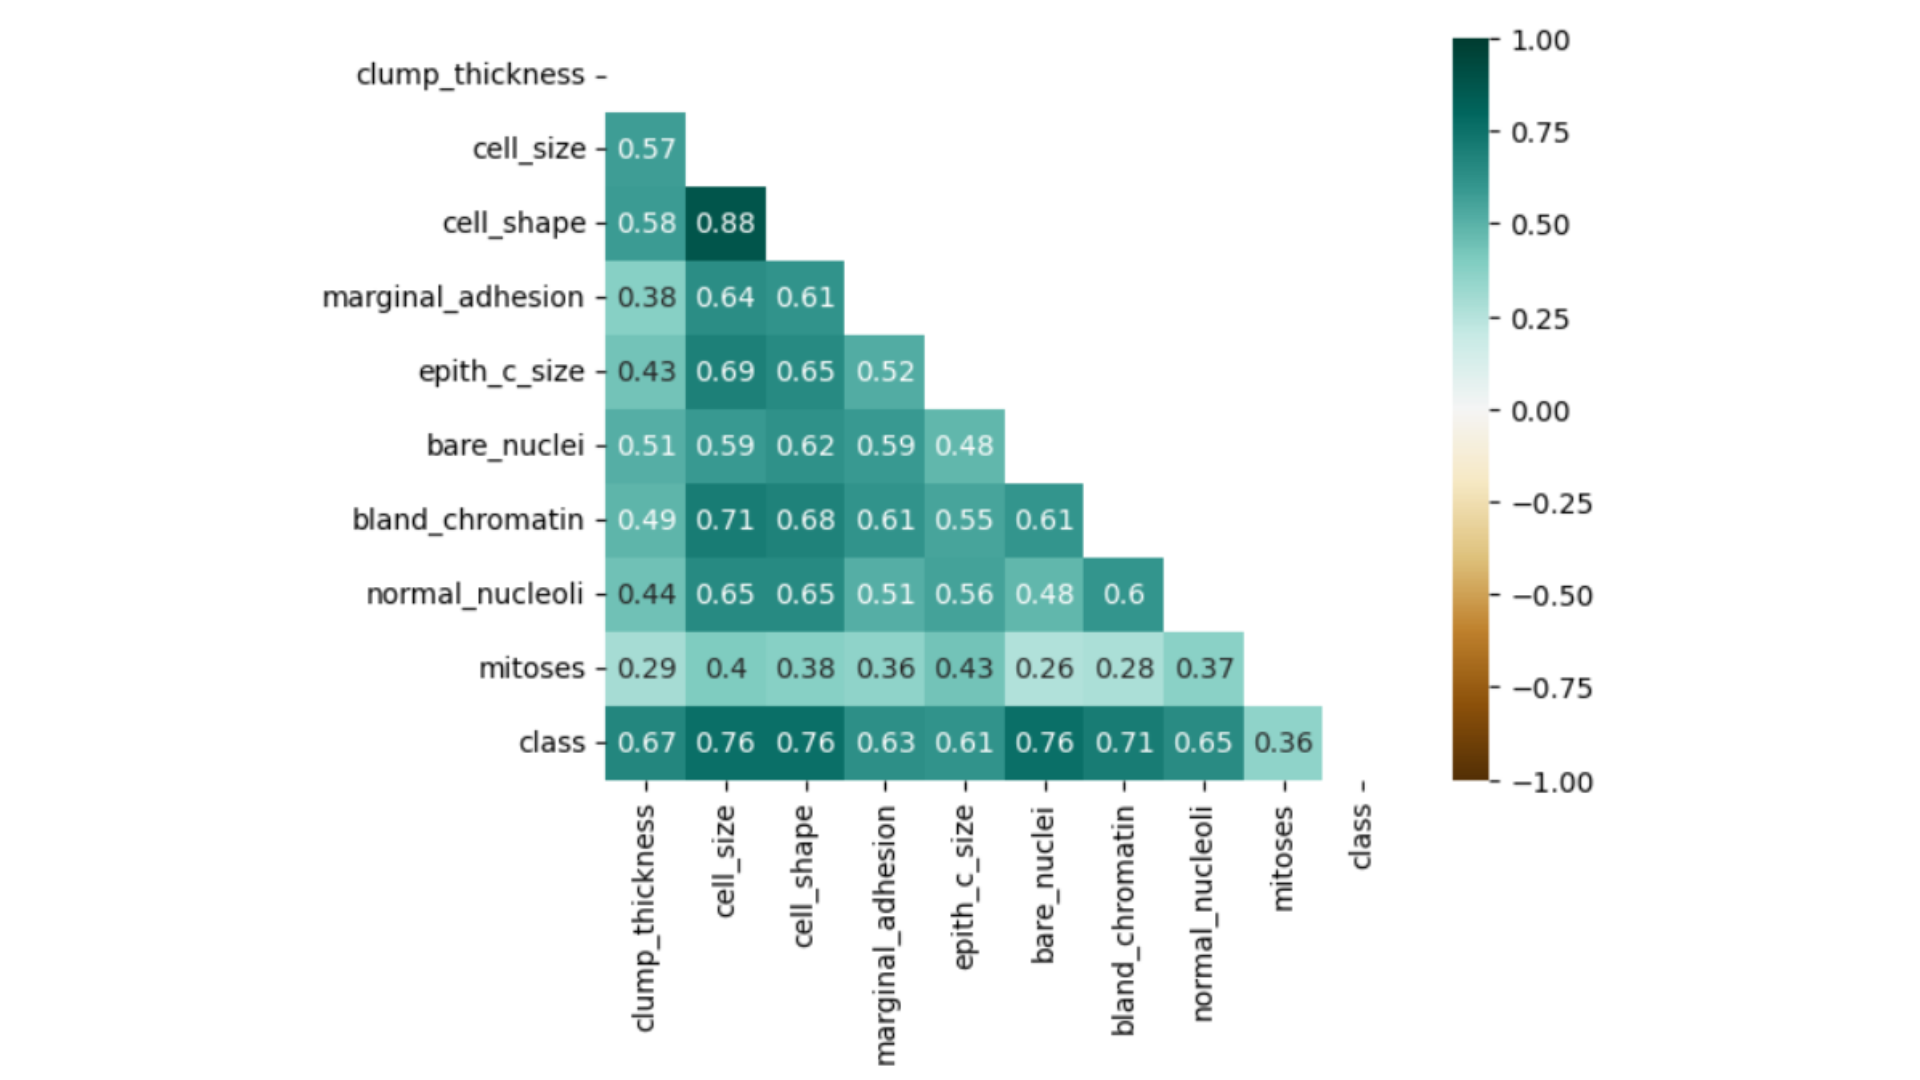 clump_thickness
cell_size 0.57
cell_shape 0.58 0.88
marginal_adhesion 0.38 0.64 0.61
epith_c_size 0.43 0.69 0.65 0.52
bare_nuclei 0.51 0.59 0.62 0.59 0.48
bland_chromatin 0.49 0.71 0.68 0.61 0.55 0.61
normal_nucleoli 0.44 0.65 0.65 0.51 0.56 0.48 0.6
mitoses 0.29 0.4 0.38 0.36 0.43 0.26 0.28 0.37
class 0.67 0.76 0.76 0.63 0.61 0.76 0.71 0.65 0.36
clump_thickness
cell_size
cell_shape
marginal_adhesion
epith_c_size
bare_nuclei
bland_chromatin
normal_nucleoli
mitoses
class
1.00
0.75
0.50
0.25
0.00
−0.25
−0.50
−0.75
−1.00